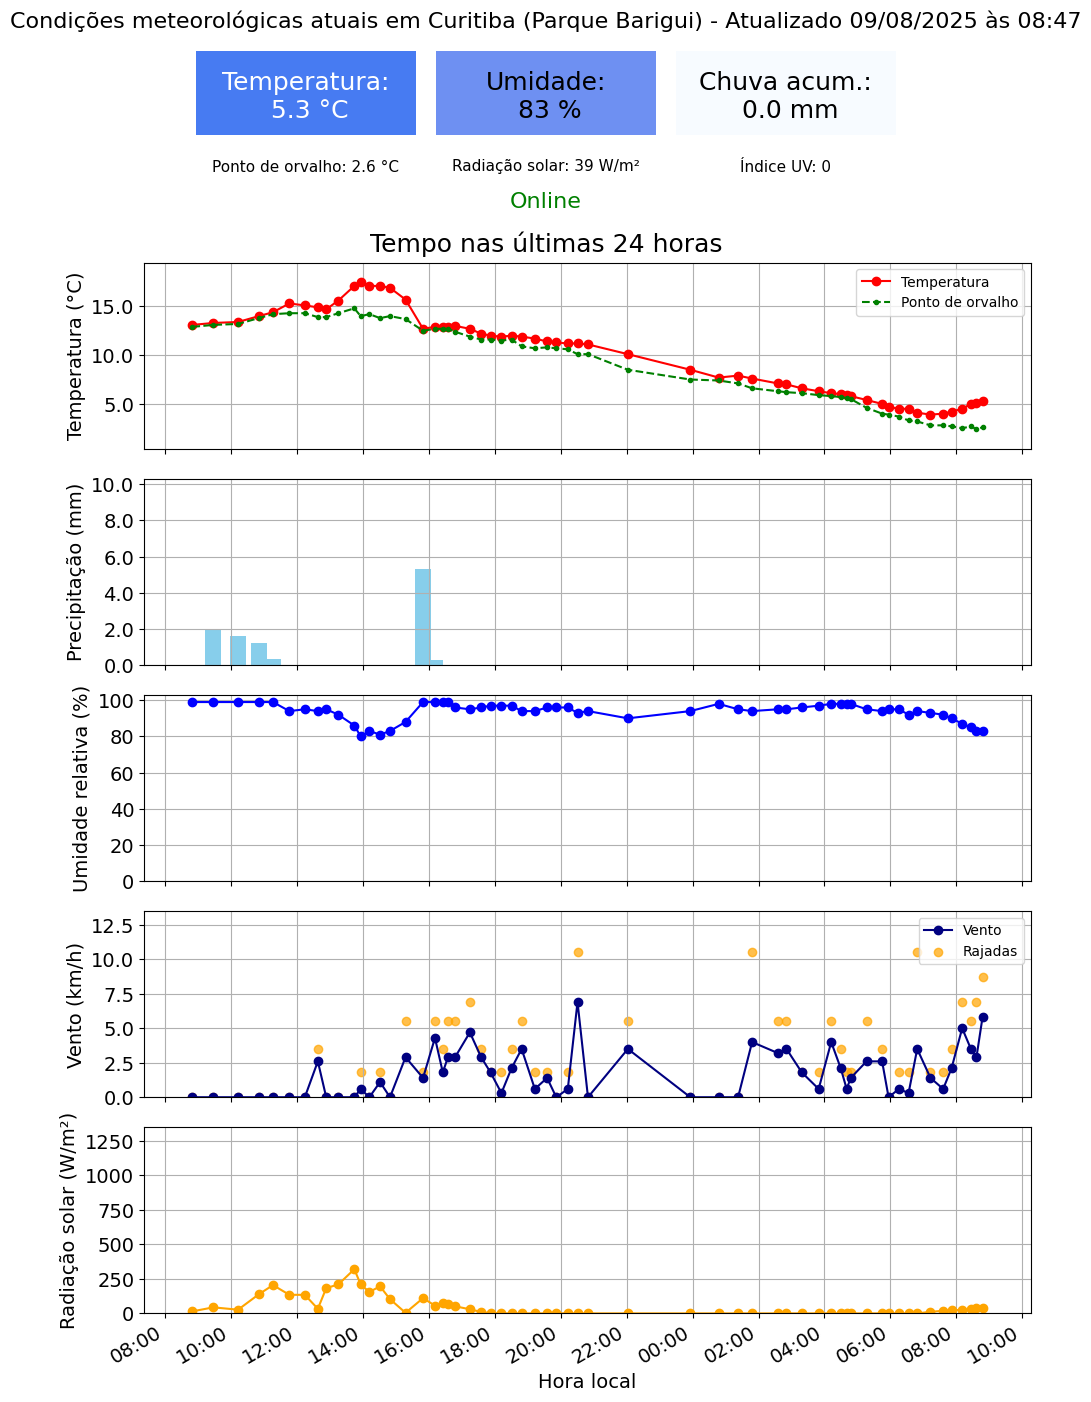 Condições meteorológicas atuais em Curitiba (Parque Barigui) - Atualizado 09/08/2025 às 08:47
Temperatura:
5.3 °C
Umidade:
83 %
Chuva acum.:
0.0 mm
Ponto de orvalho: 2.6 °C
Radiação solar: 39 W/m²
Índice UV: 0
Online
Tempo nas últimas 24 horas
Temperatura (°C)
15.0
10.0
5.0
Temperatura
Ponto de orvalho
Precipitação (mm)
10.0
8.0
6.0
4.0
2.0
0.0
Umidade relativa (%)
100
80
60
40
20
0
Vento (km/h)
12.5
10.0
7.5
5.0
2.5
0.0
Vento
Rajadas
Radiação solar (W/m²)
1250
1000
750
500
250
0
08:00
10:00
12:00
14:00
16:00
18:00
20:00
22:00
00:00
02:00
04:00
06:00
08:00
10:00
Hora local